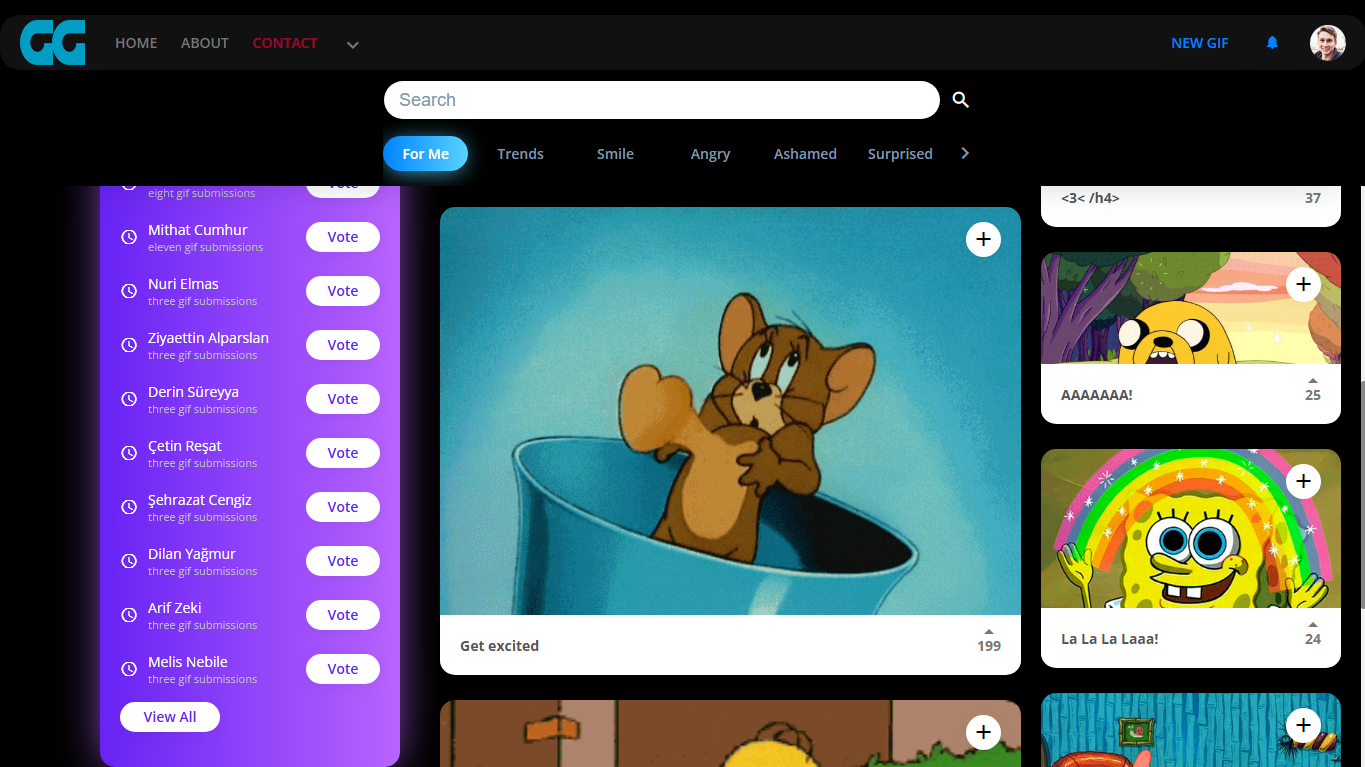 GG
HOME ABOUT CONTACT
NEW GIF
Search
For Me Trends Smile Angry Ashamed Surprised
eight gif submissions
Vote
Mithat Cumhur
eleven gif submissions
Vote
Nuri Elmas
three gif submissions
Vote
Ziyaettin Alparslan
three gif submissions
Vote
Derin Süreyya
three gif submissions
Vote
Çetin Reşat
three gif submissions
Vote
Şehrazat Cengiz
three gif submissions
Vote
Dilan Yağmur
three gif submissions
Vote
Arif Zeki
three gif submissions
Vote
Melis Nebile
three gif submissions
Vote
View All
Get excited
199
<3< /h4>
37
AAAAAAA!
25
La La La Laaa!
24